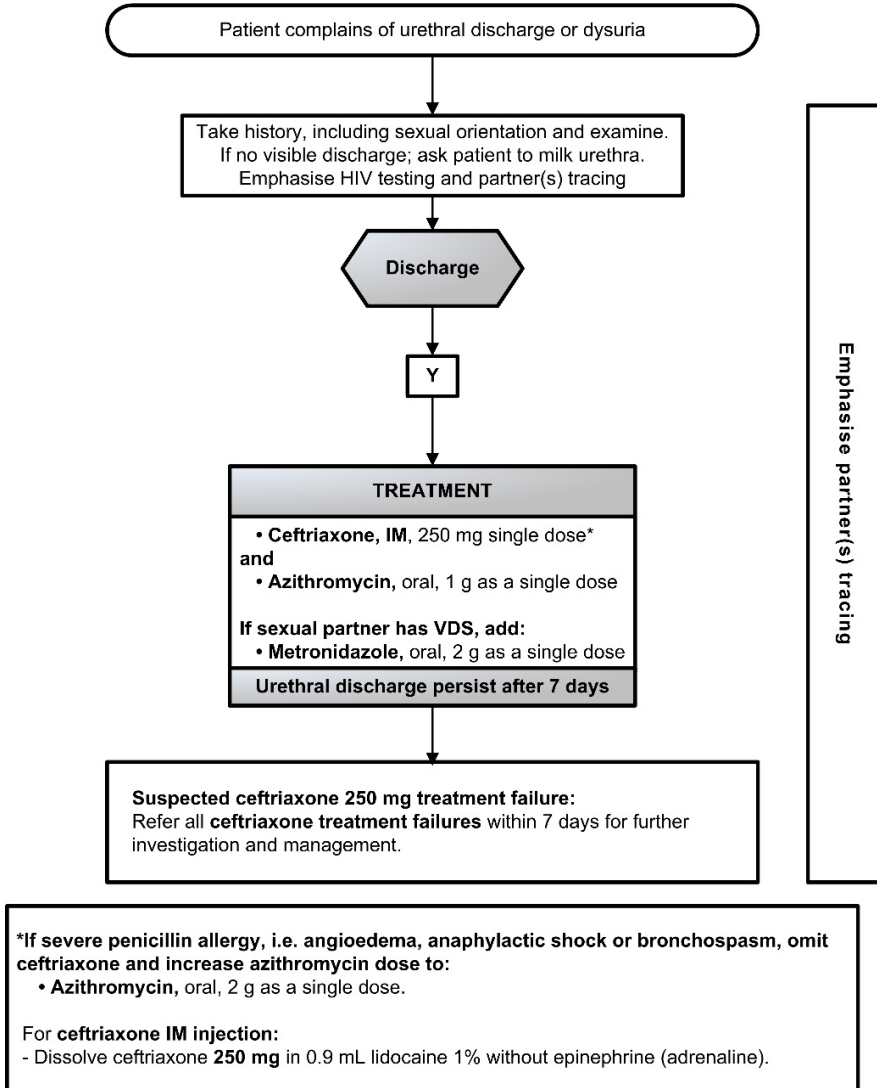 Patient complains of urethral discharge or dysuria
Take history, including sexual orientation and examine.
If no visible discharge; ask patient to milk urethra.
Emphasise HIV testing and partner(s) tracing
Discharge
Y
TREATMENT
• Ceftriaxone, IM, 250 mg single dose*
and
• Azithromycin, oral, 1 g as a single dose
If sexual partner has VDS, add:
• Metronidazole, oral, 2 g as a single dose
Urethral discharge persist after 7 days
Suspected ceftriaxone 250 mg treatment failure:
Refer all ceftriaxone treatment failures within 7 days for further
investigation and management.
Emphasise partner(s) tracing
*If severe penicillin allergy, i.e. angioedema, anaphylactic shock or bronchospasm, omit
ceftriaxone and increase azithromycin dose to:
• Azithromycin, oral, 2 g as a single dose.
For ceftriaxone IM injection:
- Dissolve ceftriaxone 250 mg in 0.9 mL lidocaine 1% without epinephrine (adrenaline).